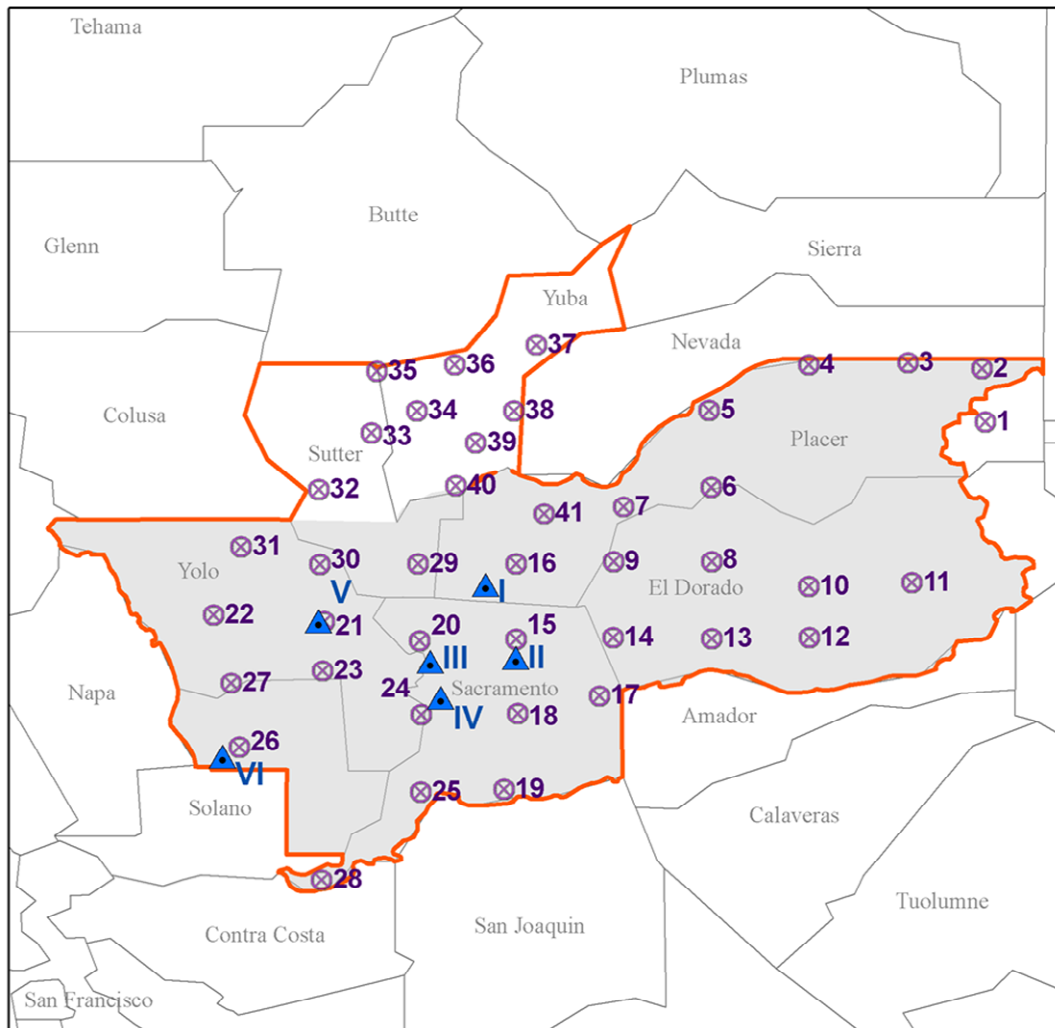 Tehama
Plumas
Butte
Glenn
Sierra
Yuba
Nevada
37
36
35
4
3
2
Colusa
34
38
5
1
33
39
Placer
Sutter
32
40
6
41
7
31
30
29
16
9
8
Yolo
El Dorado
10
11
V
I
22
21
20
15
14
13
12
III
II
27
23
24
Sacramento
17
Napa
IV
18
Amador
26
VI
25
19
Solano
Calaveras
28
Tuolumne
Contra Costa
San Joaquin
San Francisco